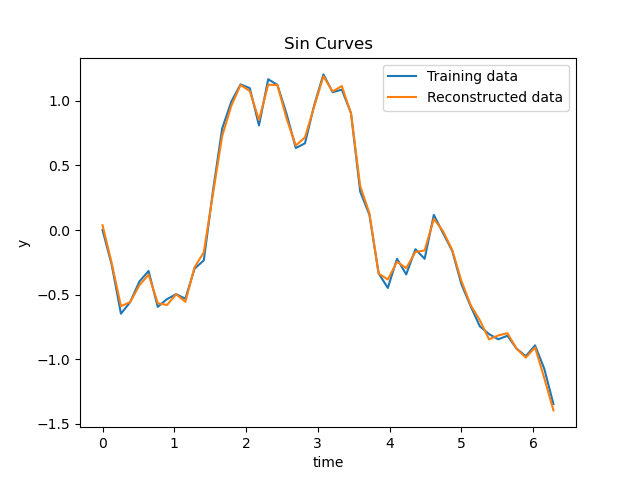 Sin Curves
Training data
Reconstructed data
1.0
0.5
0.0
−0.5
−1.0
−1.5
y
0 1 2 3 4 5 6
time